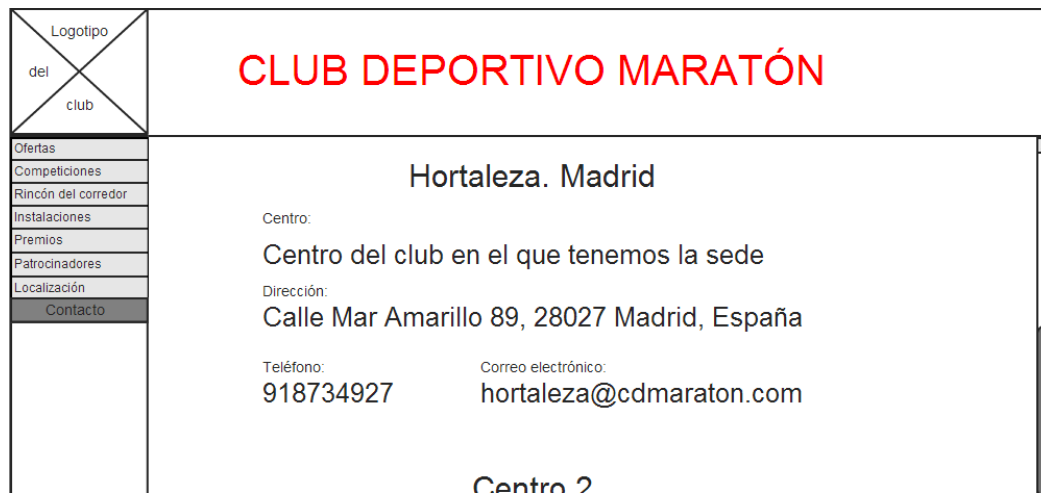 Logotipo
del
club
CLUB DEPORTIVO MARATÓN
Ofertas
Competiciones
Rincón del corredor
Instalaciones
Premios
Patrocinadores
Localización
Contacto
Hortaleza. Madrid
Centro:
Centro del club en el que tenemos la sede
Dirección:
Calle Mar Amarillo 89, 28027 Madrid, España
Teléfono: Correo electrónico:
918734927 hortaleza@cdmaraton.com
Centro 2